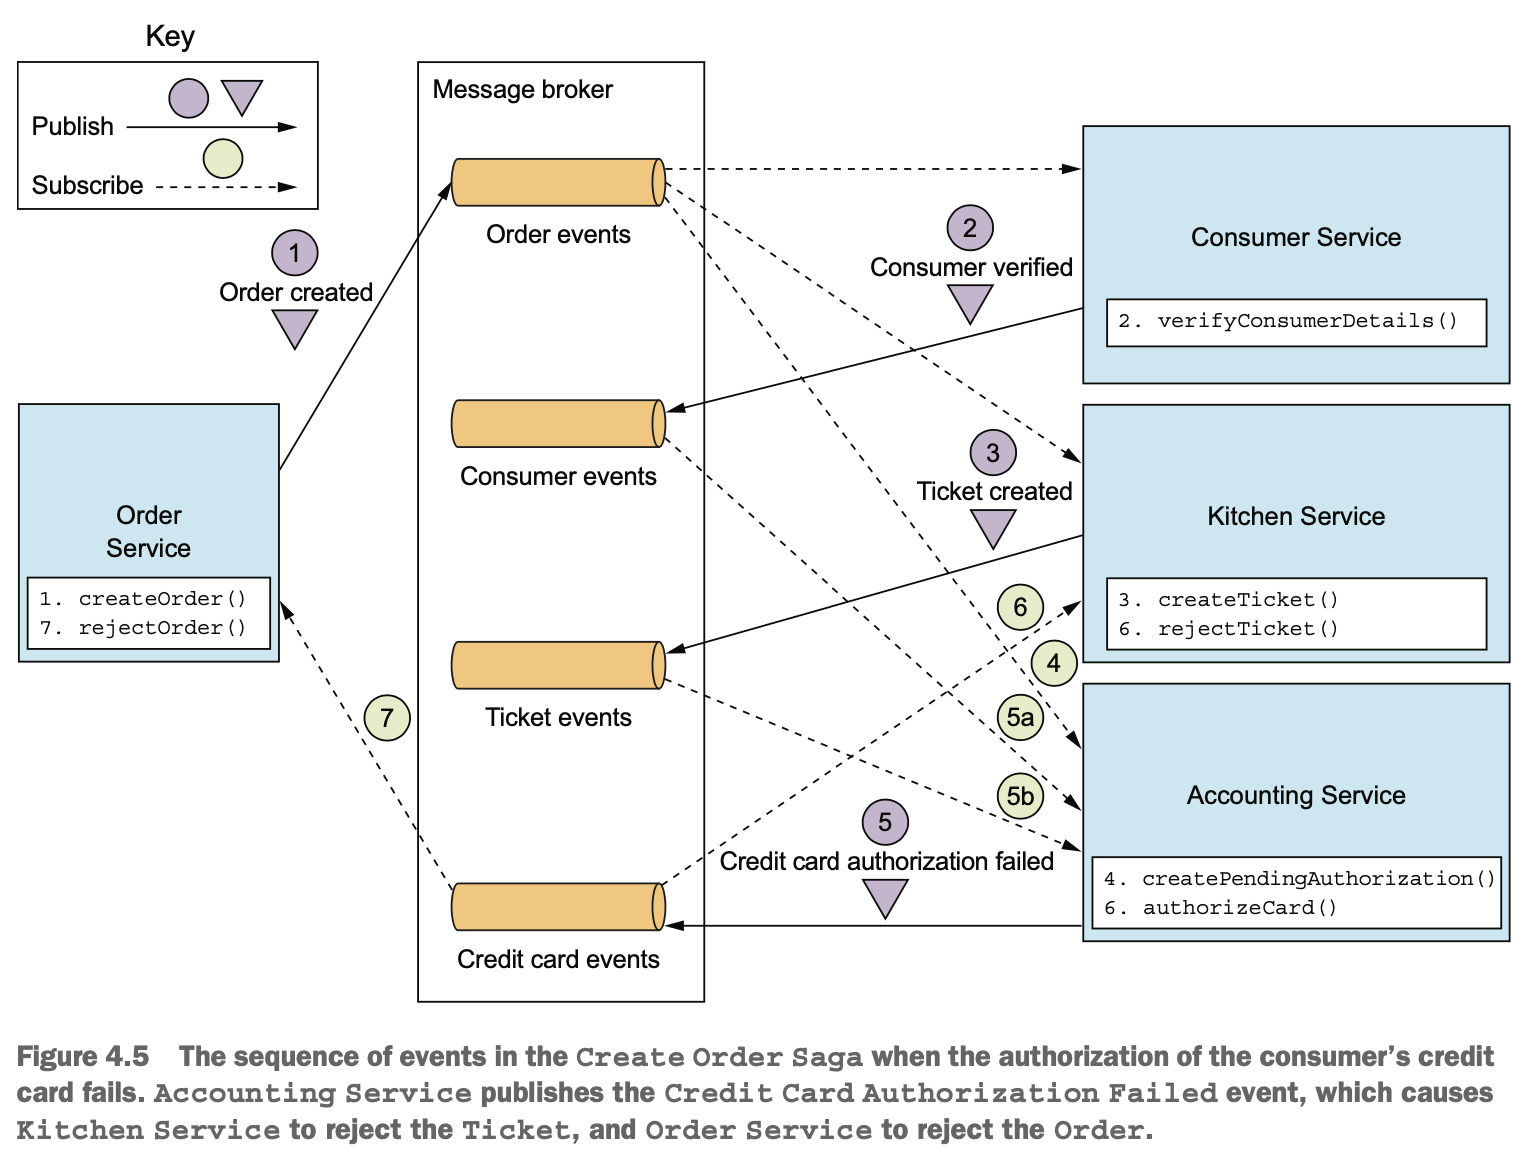 Key
Publish
Subscribe
Message broker
Order events
Consumer events
Ticket events
Credit card events
1
Order created
Order
Service
1. createOrder()
7. rejectOrder()
7
2
Consumer verified
Consumer Service
2. verifyConsumerDetails()
3
Ticket created
Kitchen Service
3. createTicket()
6. rejectTicket()
6
4
5a
5b
5
Credit card authorization failed
Accounting Service
4. createPendingAuthorization()
6. authorizeCard()
Figure 4.5 The sequence of events in the Create Order Saga when the authorization of the consumer’s credit
card fails. Accounting Service publishes the Credit Card Authorization Failed event, which causes
Kitchen Service to reject the Ticket, and Order Service to reject the Order.